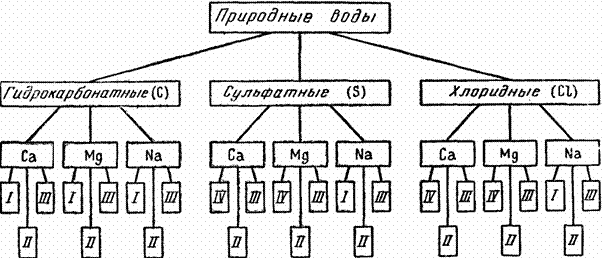 Природные воды
Гидрокарбонатные (С) Сульфатные (S) Хлоридные (Cl)
Ca Mg Na Ca Mg Na Ca Mg Na
I III I III I III IV III IV III I III IV III IV III I III
II II II II II II II II II